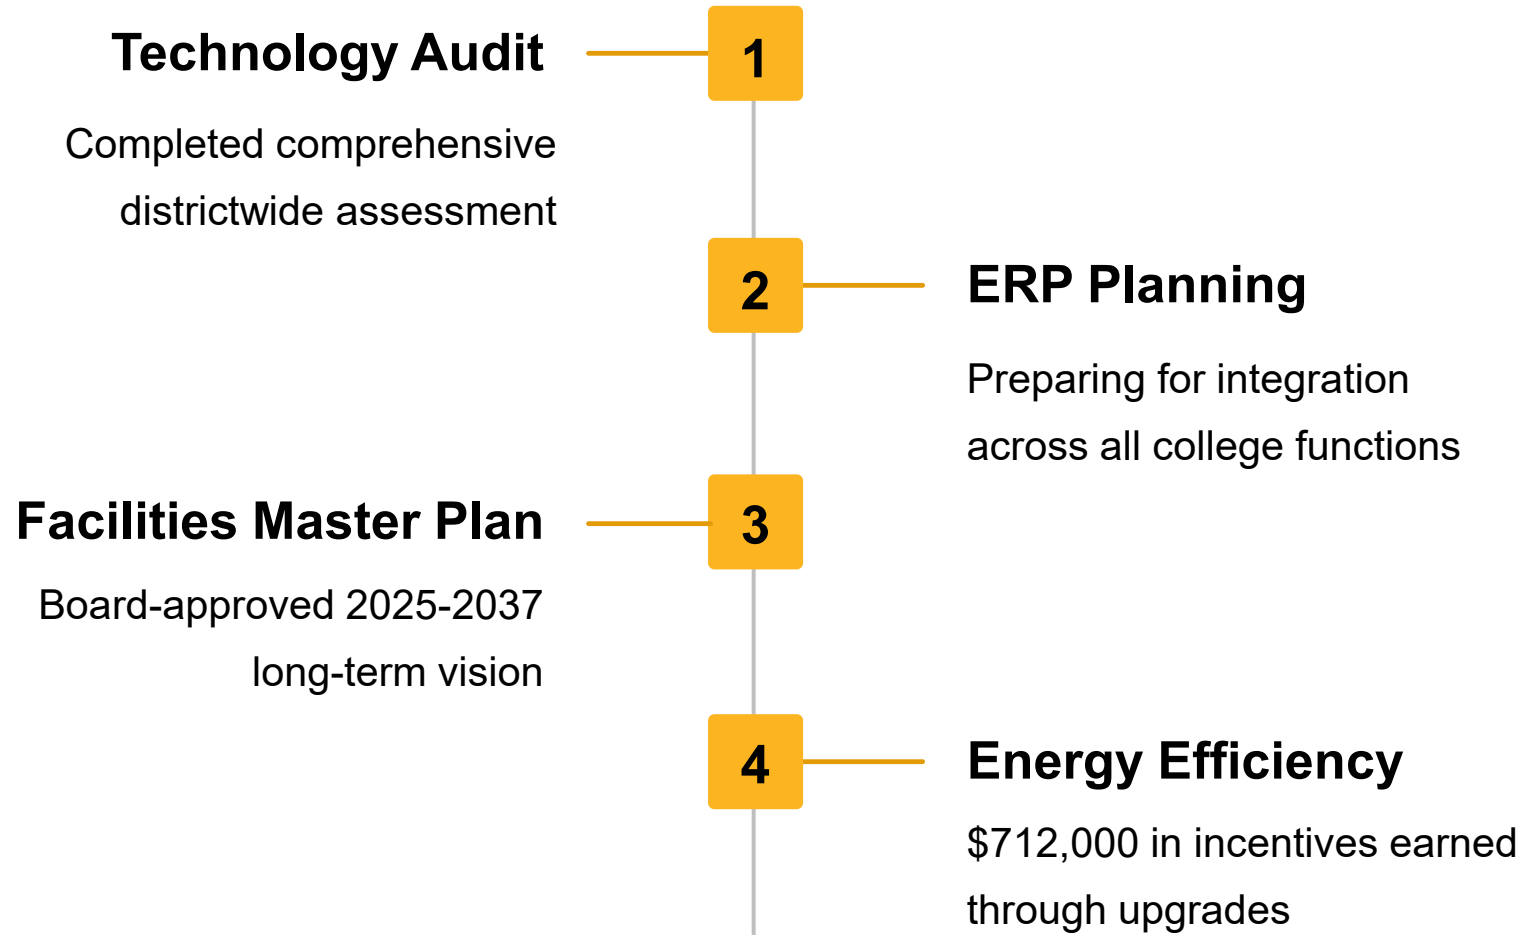 Technology Audit
1
Completed comprehensive
districtwide assessment
2
ERP Planning
Preparing for integration
across all college functions
Facilities Master Plan
3
Board-approved 2025-2037
long-term vision
4
Energy Efficiency
$712,000 in incentives earned
through upgrades